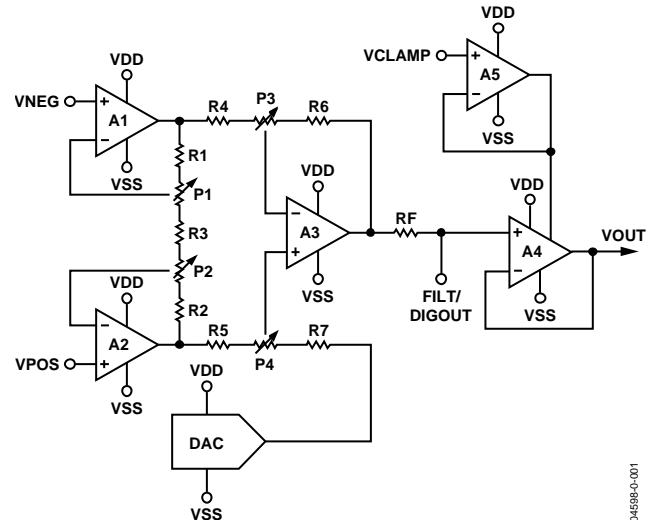 VDD
VCLAMP
+
A5
−
VSS
VDD
VNEG
+
A1
−
VSS
R4
P3
R6
R1
P1
R3
P2
R2
VDD
−
A3
+
VSS
RF
FILT/
DIGOUT
VDD
+
A4
−
VSS
VOUT
VDD
−
A2
+
VPOS
VSS
R5
P4
R7
VDD
DAC
VSS
04598-0-001